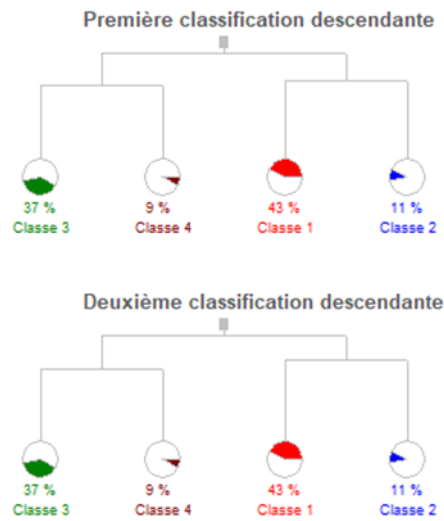 Première classification descendante
37 % 9 % 43 % 11 %
Classe 3 Classe 4 Classe 1 Classe 2
Deuxième classification descendante
37 % 9 % 43 % 11 %
Classe 3 Classe 4 Classe 1 Classe 2